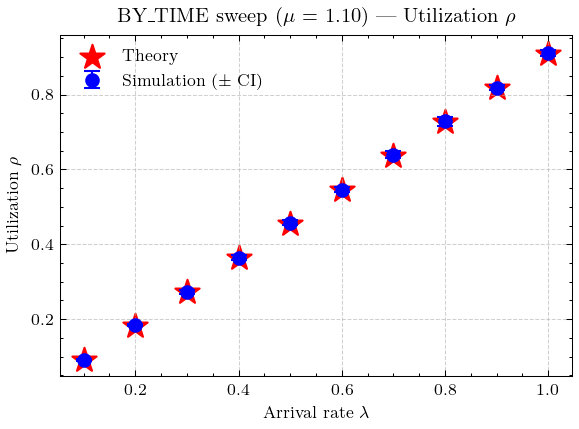 BY_TIME sweep (μ = 1.10) — Utilization ρ
Theory
Simulation (± CI)
Utilization ρ
0.8
0.6
0.4
0.2
0.2 0.4 0.6 0.8 1.0
Arrival rate λ